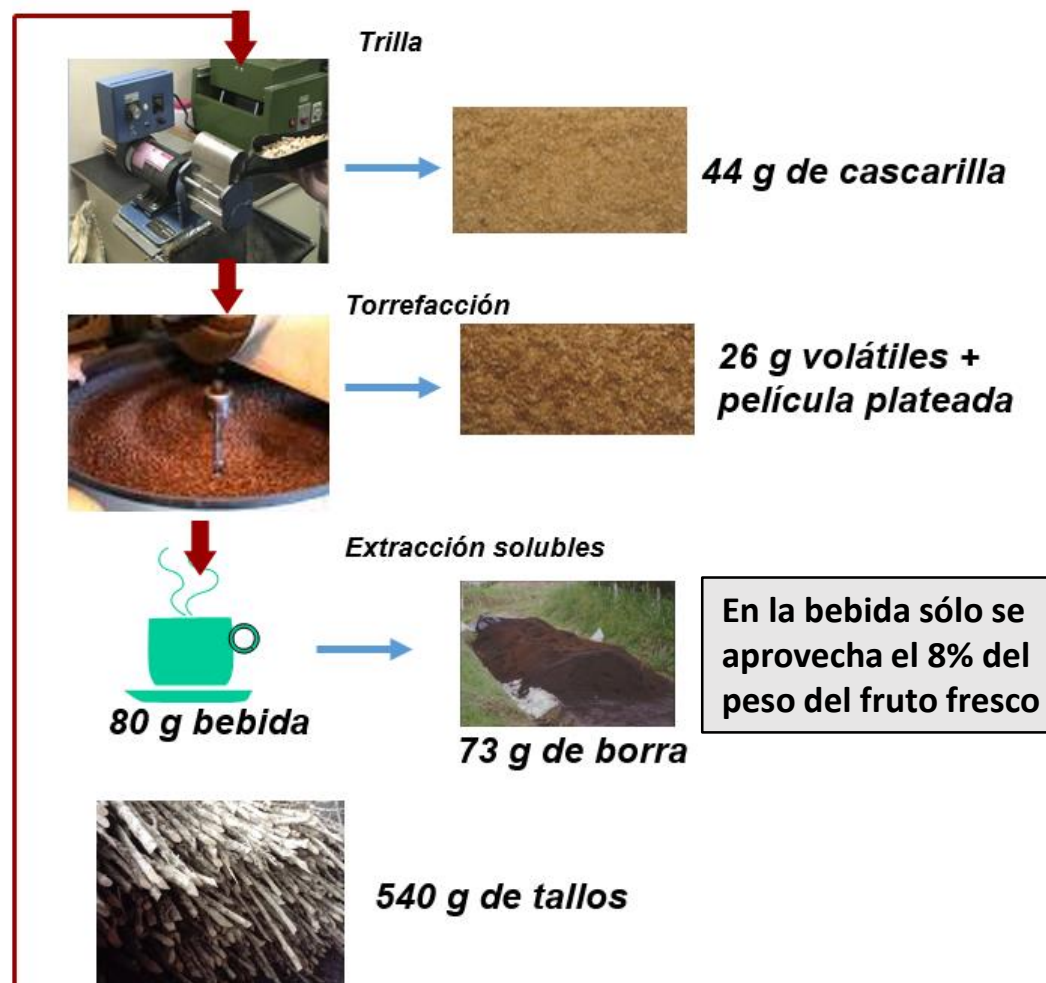 Trilla
44 g de cascarilla
Torrefacción
26 g volátiles +
película plateada
Extracción solubles
En la bebida sólo se
aprovecha el 8% del
peso del fruto fresco
80 g bebida
73 g de borra
540 g de tallos